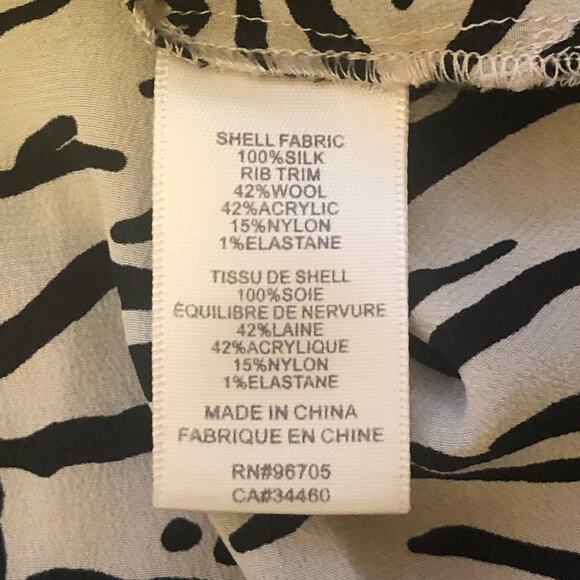 SHELL FABRIC
100%SILK
RIB TRIM
42%WOOL
42%ACRYLIC
15%NYLON
1%ELASTANE
TISSU DE SHELL
100%SOIE
ÉQUILIBRE DE NERVURE
42%LAINE
42%ACRYLIQUE
15%NYLON
1%ELASTANE
MADE IN CHINA
FABRIQUE EN CHINE
RN#96705
CA#34460